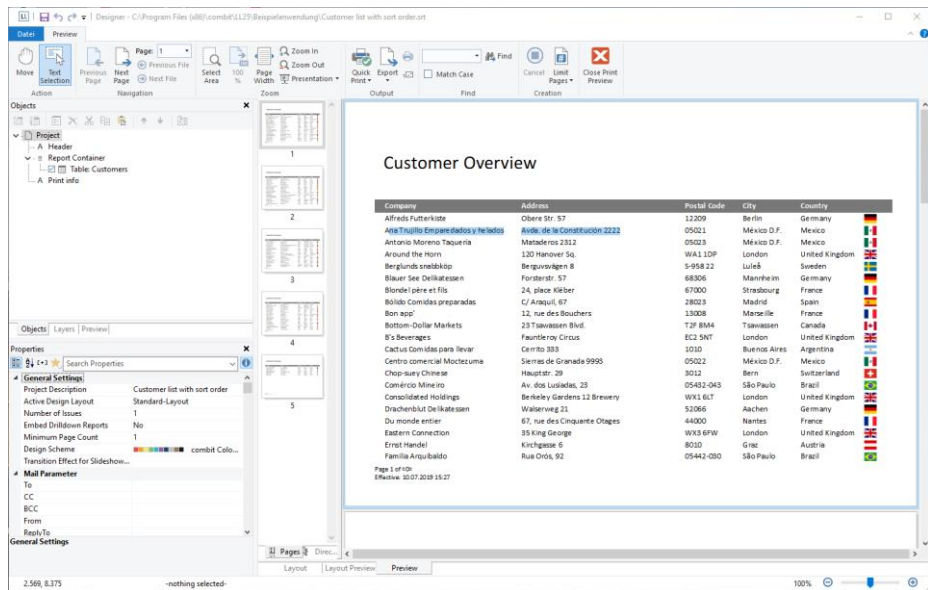 Designer - C:\Program Files (x86)\combit\LL25\Beispielenwendung\Customer list with sort order.srt
Datei Preview
Move Text Selection Previous Page Next Page Page: 1 Previous File Next File Select Area 100 % Page Width Zoom In Zoom Out Presentation Quick Print Export Find Match Case Cancel Limit Pages Close Print Preview
Action Navigation Zoom Output Find Creation
Objects
Project
Header
Report Container
Table: Customers
Print info
Objects Layers Preview
Properties
Search Properties
General Settings
Project Description Customer list with sort order
Active Design Layout Standard-Layout
Number of Issues 1
Embed Drilldown Reports No
Minimum Page Count 1
Design Scheme combit Colo...
Transition Effect for Slideshow...
Mail Parameter
To
CC
BCC
From
ReplyTo
General Settings
1
2
3
4
5
Pages Direc...
Customer Overview
Company Address Postal Code City Country
Alfreds Futterkiste Obere Str. 57 12209 Berlin Germany
Ana Trujillo Emparedados y helados Avda. de la Constitución 2222 05021 México D.F. Mexico
Antonio Moreno Taquería Mataderos 2312 05023 México D.F. Mexico
Around the Horn 120 Hanover Sq. WA1 1DP London United Kingdom
Berglunds snabbköp Berguvsvägen 8 S-958 22 Luleå Sweden
Blauer See Delikatessen Forsterstr. 57 68306 Mannheim Germany
Blondel père et fils 24, place Kléber 67000 Strasbourg France
Bólido Comidas preparadas C/ Araquil, 67 28023 Madrid Spain
Bon app' 12, rue des Bouchers 13008 Marseille France
Bottom-Dollar Markets 23 Tsawassen Blvd. T2F 8M4 Tsawassen Canada
B's Beverages Fauntleroy Circus EC2 5NT London United Kingdom
Cactus Comidas para llevar Cerrito 333 1010 Buenos Aires Argentina
Centro comercial Moctezuma Sierras de Granada 9993 05022 México D.F. Mexico
Chop-suey Chinese Hauptstr. 29 3012 Bern Switzerland
Comércio Mineiro Av. dos Lusíadas, 23 05432-043 São Paulo Brazil
Consolidated Holdings Berkeley Gardens 12 Brewery WX1 6LT London United Kingdom
Drachenblut Delikatessen Walserweg 21 52066 Aachen Germany
Du monde entier 67, rue des Cinquante Otages 44000 Nantes France
Eastern Connection 35 King George WX3 6FW London United Kingdom
Ernst Handel Kirchgasse 6 8010 Graz Austria
Familia Arquibaldo Rua Orós, 92 05442-030 São Paulo Brazil
Page 1 of
Effective: 10.07.2019 15:27
Layout Layout Preview Preview
2.569, 8.375 -nothing selected- 100%